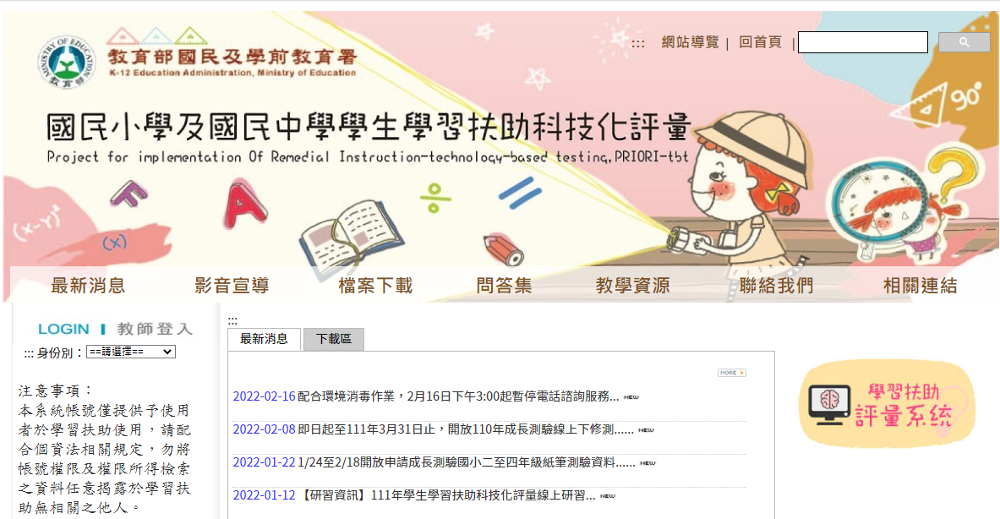 ::: 網站導覽 | 回首頁 |
教育部國民及學前教育署
K-12 Education Administration, Ministry of Education
MINISTRY OF EDUCATION
教育部
國民小學及國民中學學生學習扶助科技化評量
Project for implementation Of Remedial Instruction-technology-based testing,PRIORI-tbt
90°
F A
(x-y)²
(x)
最新消息 影音宣導 檔案下載 問答集 教學資源 聯絡我們 相關連結
LOGIN 教師登入
::: 身份別：==請選擇==
注意事項：
本系統帳號僅提供予使用
者於學習扶助使用，請配
合個資法相關規定，勿將
帳號權限及權限所得檢索
之資料任意揭露於學習扶
助無相關之他人。
:::
最新消息 下載區
MORE
2022-02-16 配合環境消毒作業，2月16日下午3:00起暫停電話諮詢服務... NEW
2022-02-08 即日起至111年3月31日止，開放110年成長測驗線上下修測...... NEW
2022-01-22 1/24至2/18開放申請成長測驗國小二至四年級紙筆測驗資料...... NEW
2022-01-12 【研習資訊】111年學生學習扶助科技化評量線上研習... NEW
學習扶助
評量系統